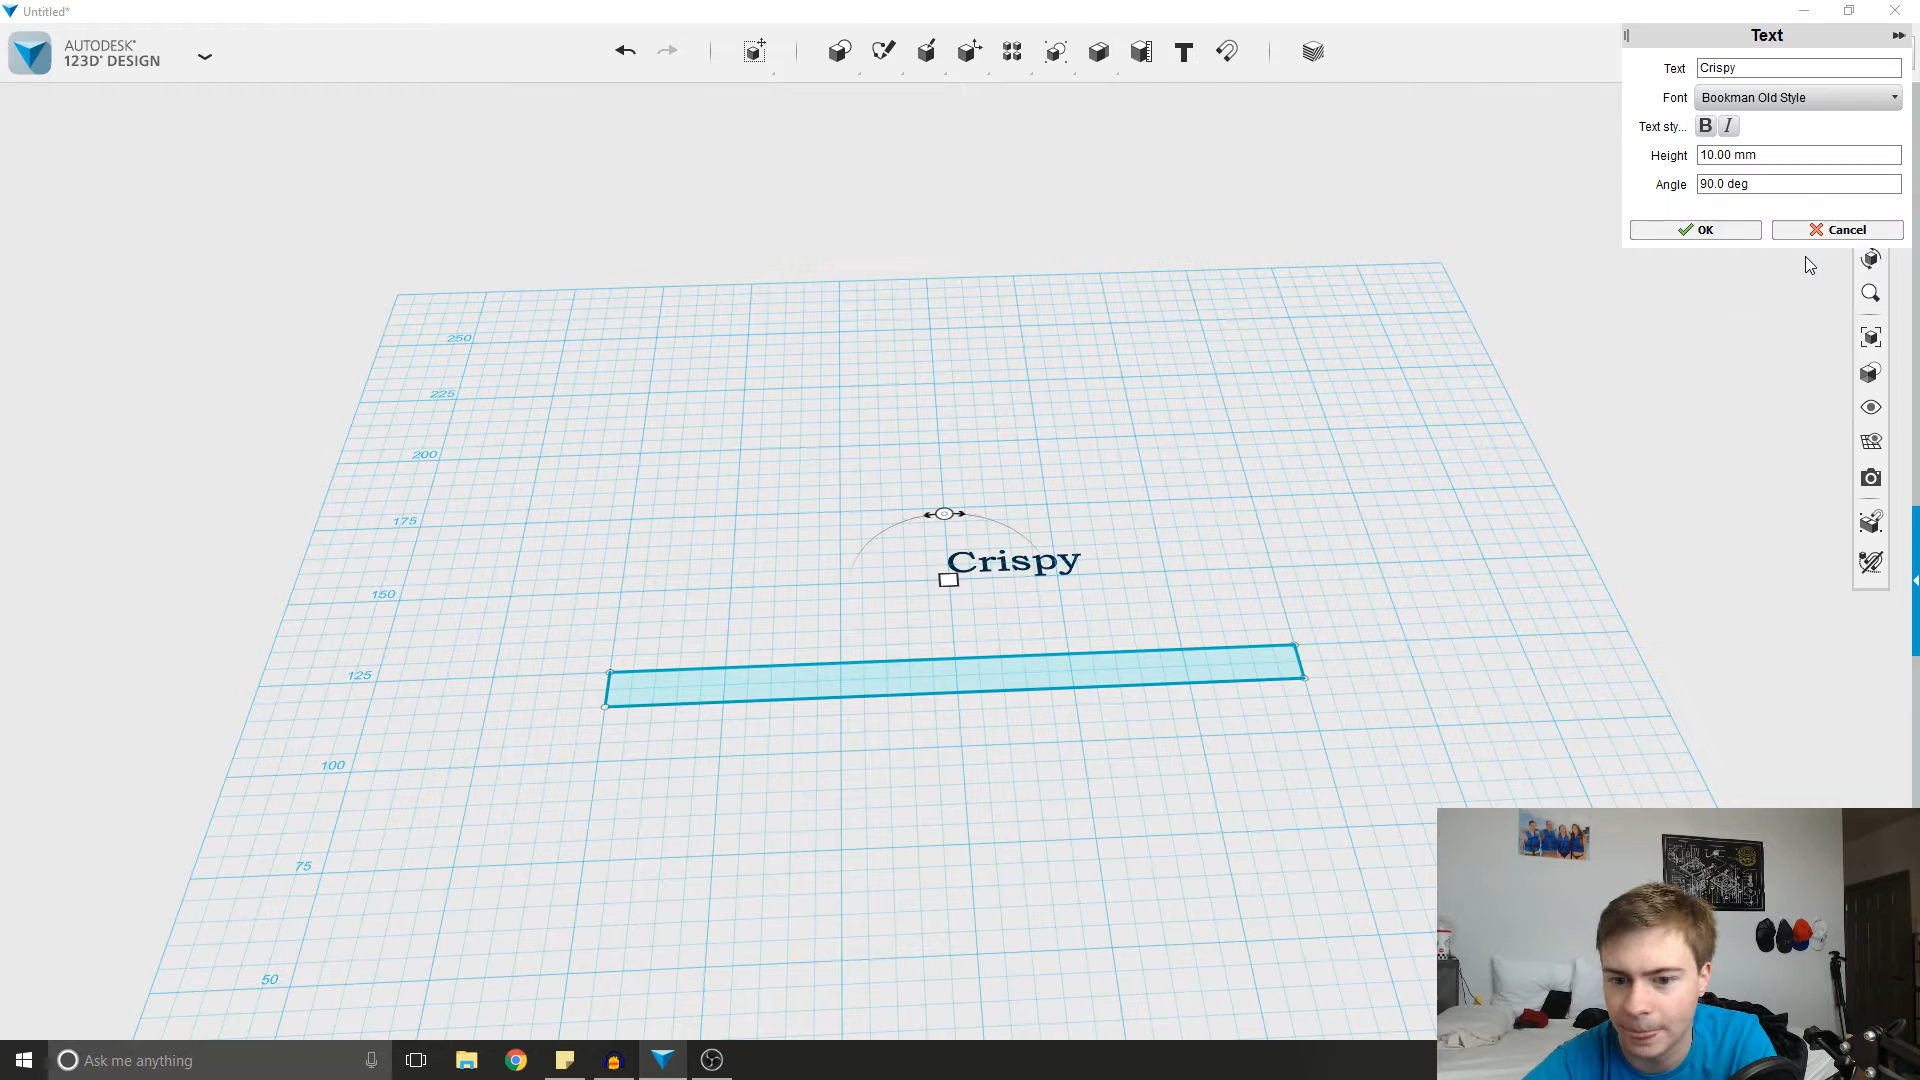 Untitled*
AUTODESK®
123D® DESIGN
Text
Text Crispy
Font Bookman Old Style
Text sty... B I
Height 10.00 mm
Angle 90.0 deg
OK Cancel
250
225
200
175
Crispy
150
125
100
75
50
Ask me anything